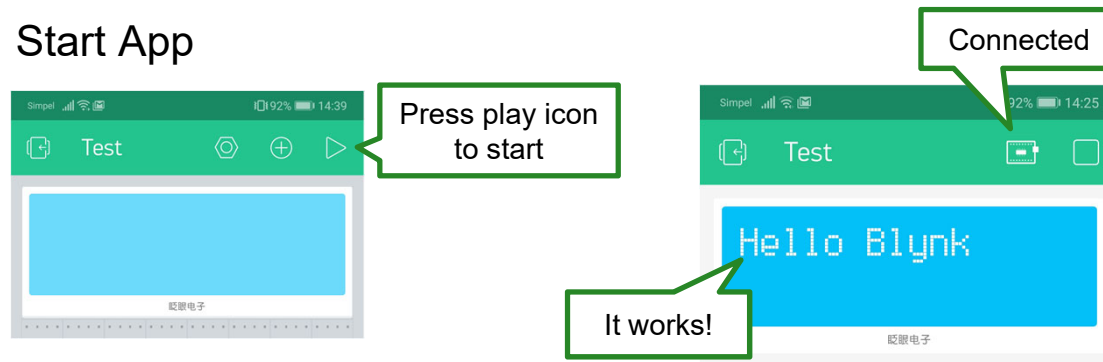 Start App
Connected
Simpel
92%
14:39
Press play icon
to start
Test
眨眼电子
Simpel
92%
14:25
Test
Hello Blynk
It works!
眨眼电子